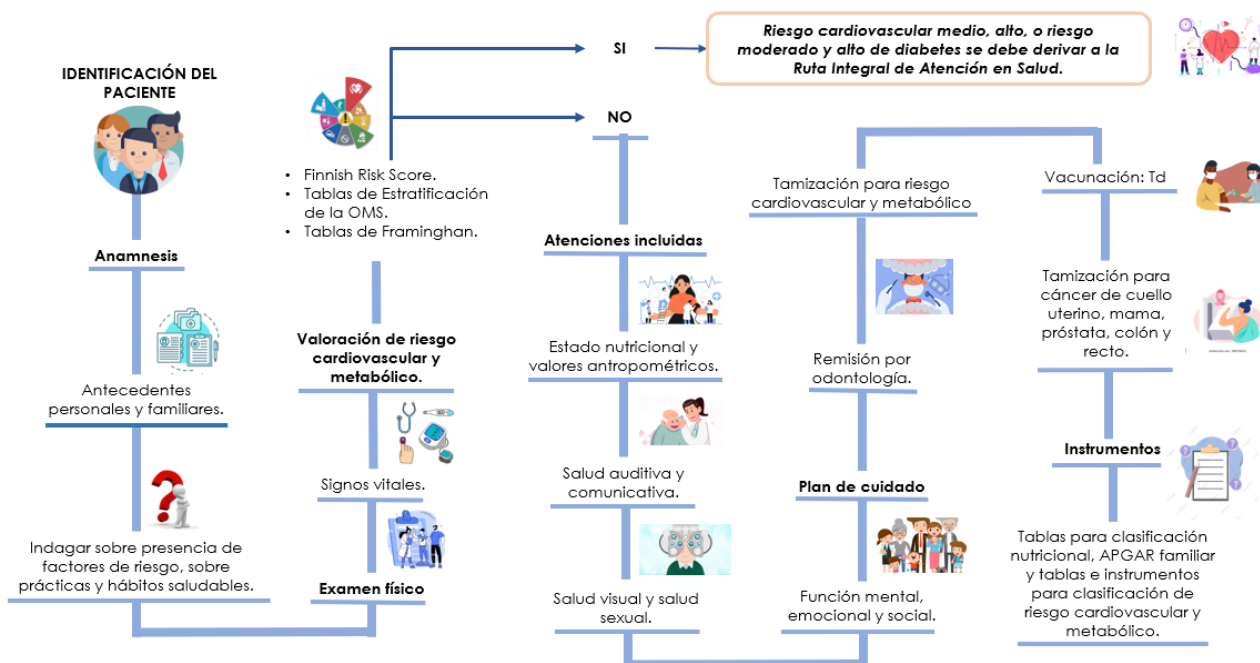 IDENTIFICACIÓN DEL
PACIENTE
Anamnesis
Antecedentes
personales y familiares.
Indagar sobre presencia de
factores de riesgo, sobre
prácticas y hábitos saludables.
Examen físico
Signos vitales.
Valoración de riesgo
cardiovascular y
metabólico.
• Finnish Risk Score.
• Tablas de Estratificación
de la OMS.
• Tablas de Framinghan.
SI
Riesgo cardiovascular medio, alto, o riesgo
moderado y alto de diabetes se debe derivar a la
Ruta Integral de Atención en Salud.
NO
Atenciones incluidas
Estado nutricional y
valores antropométricos.
Salud auditiva y
comunicativa.
Salud visual y salud
sexual.
Función mental,
emocional y social.
Plan de cuidado
Remisión por
odontología.
Tamización para riesgo
cardiovascular y metabólico
Vacunación: Td
Tamización para
cáncer de cuello
uterino, mama,
próstata, colón y
recto.
Instrumentos
Tablas para clasificación
nutricional, APGAR familiar
y tablas e instrumentos
para clasificación de
riesgo cardiovascular y
metabólico.